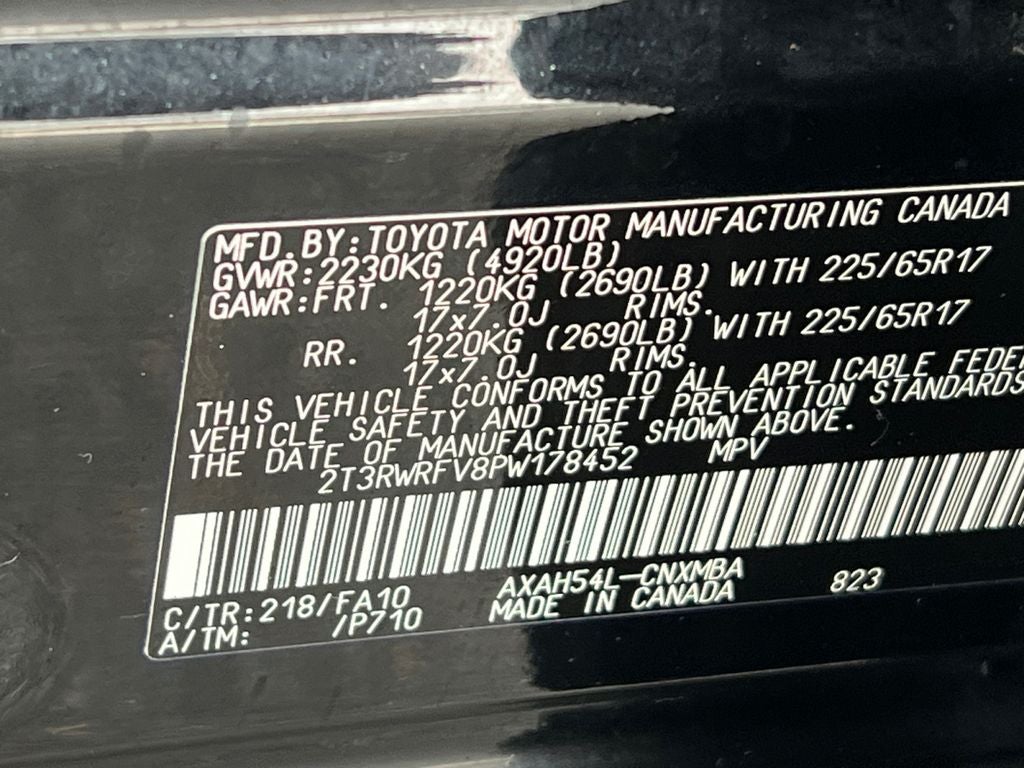 MFD.BY:TOYOTA MOTOR MANUFACTURING CANADA
GVWR:2230KG (4920LB)
GAWR:FRT. 1220KG (2690LB) WITH 225/65R17
17x7.0J RIMS.
RR. 1220KG (2690LB) WITH 225/65R17
17x7.0J RIMS.
THIS VEHICLE CONFORMS TO ALL APPLICABLE FEDE
VEHICLE SAFETY AND THEFT PREVENTION STANDARDS
THE DATE OF MANUFACTURE SHOWN ABOVE.
2T3RWRFV8PW178452 MPV
C/TR:218/FA10 AXAH54L-CNXMBA 823
A/TM: /P710 MADE IN CANADA